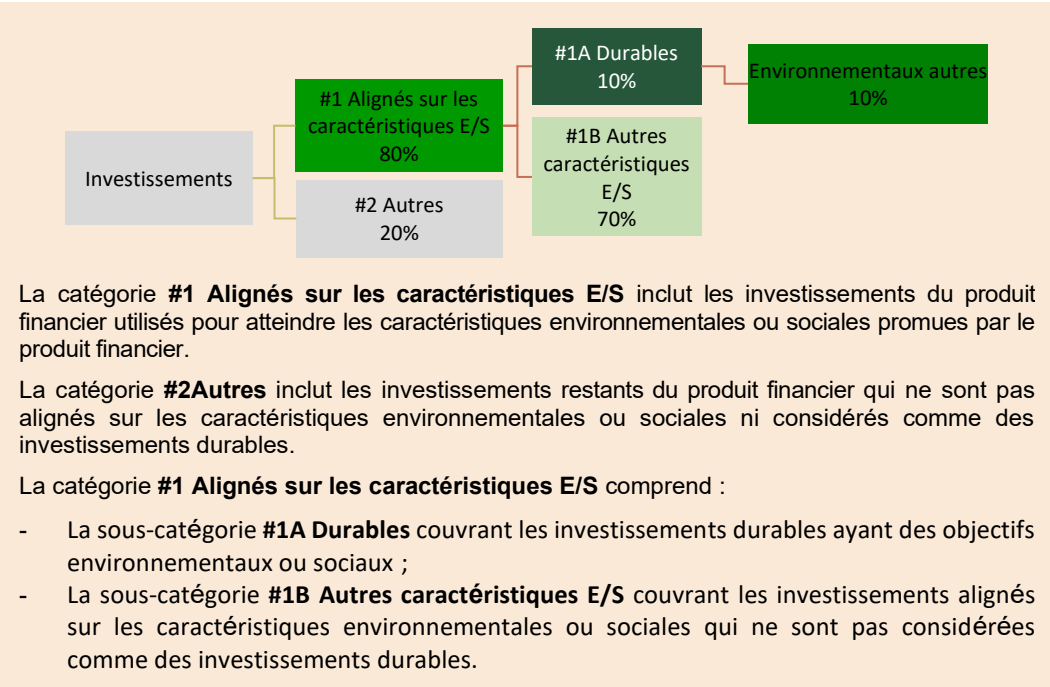 Investissements
#1 Alignés sur les
caractéristiques E/S
80%
#2 Autres
20%
#1A Durables
10%
#1B Autres
caractéristiques
E/S
70%
Environnementaux autres
10%
La catégorie #1 Alignés sur les caractéristiques E/S inclut les investissements du produit
financier utilisés pour atteindre les caractéristiques environnementales ou sociales promues par le
produit financier.
La catégorie #2Autres inclut les investissements restants du produit financier qui ne sont pas
alignés sur les caractéristiques environnementales ou sociales ni considérés comme des
investissements durables.
La catégorie #1 Alignés sur les caractéristiques E/S comprend :
- La sous-catégorie #1A Durables couvrant les investissements durables ayant des objectifs
environnementaux ou sociaux ;
- La sous-catégorie #1B Autres caractéristiques E/S couvrant les investissements alignés
sur les caractéristiques environnementales ou sociales qui ne sont pas considérées
comme des investissements durables.